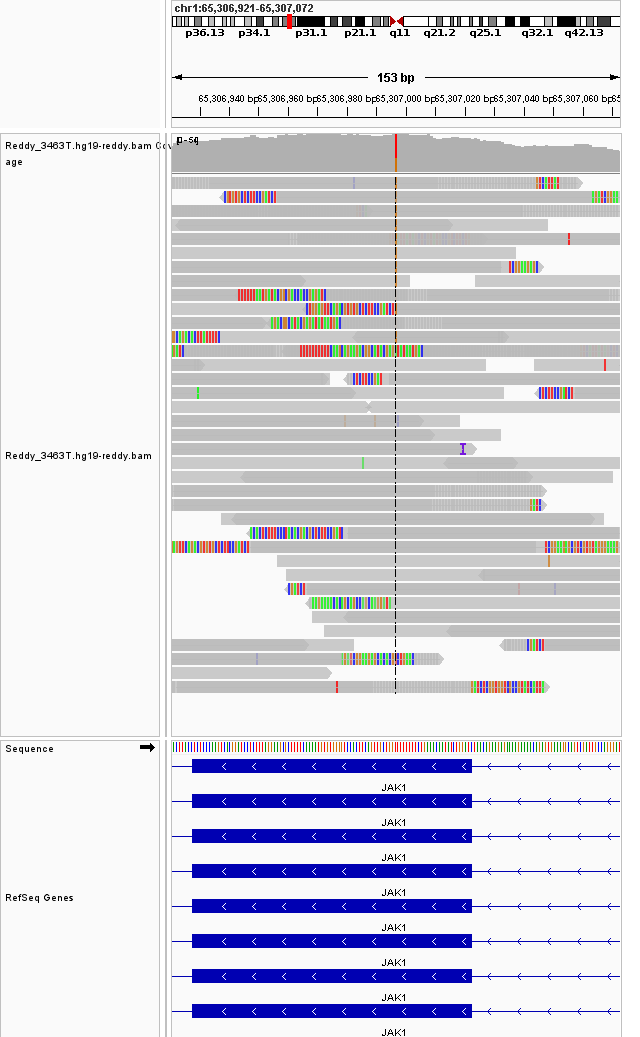 chr1:65,306,921-65,307,072
p36.13 p34.1 p31.1 p21.1 q11 q21.2 q25.1 q32.1 q42.13
153 bp
65,306,940 bp 65,306,960 bp 65,306,980 bp 65,307,000 bp 65,307,020 bp 65,307,040 bp 65,307,060 bp 65
Reddy_3463T.hg19-reddy.bam Cov
age
Reddy_3463T.hg19-reddy.bam
Sequence
JAK1
JAK1
JAK1
JAK1
RefSeq Genes
JAK1
JAK1
JAK1
JAK1